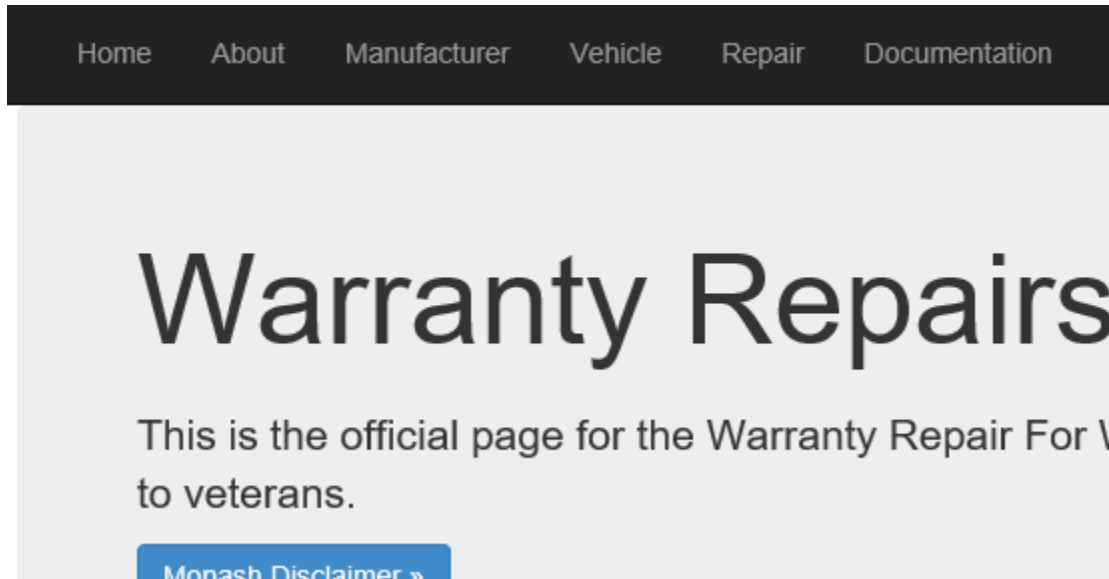 Home About Manufacturer Vehicle Repair Documentation
Warranty Repairs
This is the official page for the Warranty Repair For
to veterans.
Monash Disclaimer »